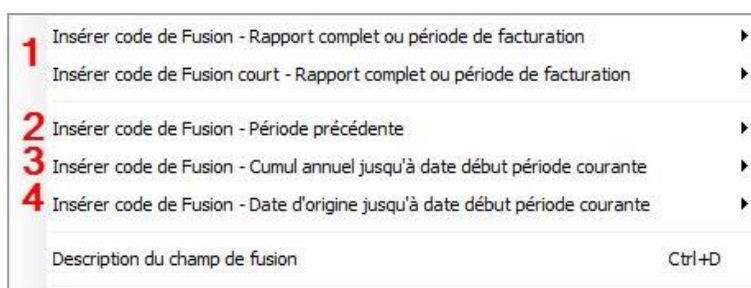 1 Insérer code de Fusion - Rapport complet ou période de facturation
Insérer code de Fusion court - Rapport complet ou période de facturation
2 Insérer code de Fusion - Période précédente
3 Insérer code de Fusion - Cumul annuel jusqu'à date début période courante
4 Insérer code de Fusion - Date d'origine jusqu'à date début période courante
Description du champ de fusion Ctrl+D